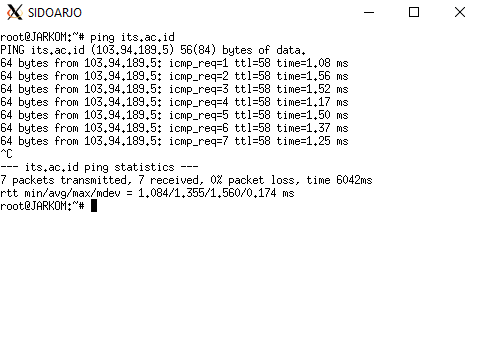 SIDOARJO
root@JARKOM:~# ping its.ac.id
PING its.ac.id (103.94.189.5) 56(84) bytes of data.
64 bytes from 103.94.189.5: icmp_req=1 ttl=58 time=1.08 ms
64 bytes from 103.94.189.5: icmp_req=2 ttl=58 time=1.56 ms
64 bytes from 103.94.189.5: icmp_req=3 ttl=58 time=1.52 ms
64 bytes from 103.94.189.5: icmp_req=4 ttl=58 time=1.17 ms
64 bytes from 103.94.189.5: icmp_req=5 ttl=58 time=1.50 ms
64 bytes from 103.94.189.5: icmp_req=6 ttl=58 time=1.37 ms
64 bytes from 103.94.189.5: icmp_req=7 ttl=58 time=1.25 ms
^C
--- its.ac.id ping statistics ---
7 packets transmitted, 7 received, 0% packet loss, time 6042ms
rtt min/avg/max/mdev = 1.084/1.355/1.560/0.174 ms
root@JARKOM:~#